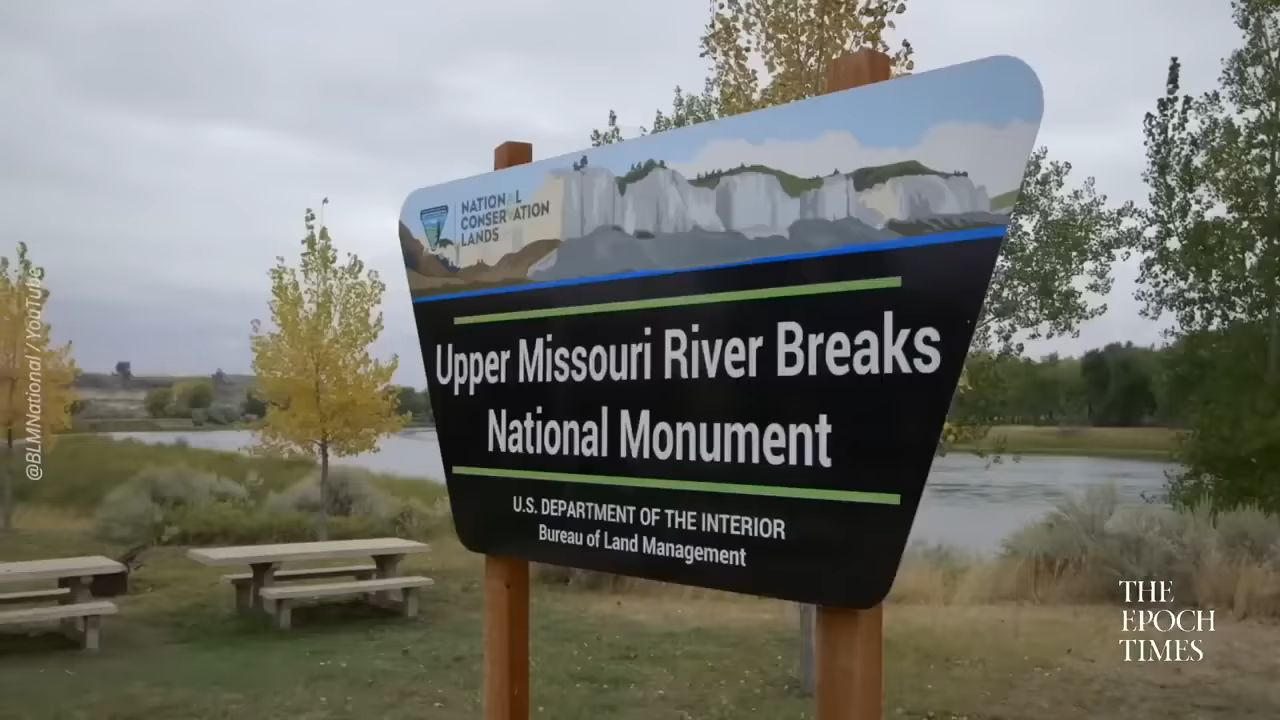 NATIONAL
CONSERVATION
LANDS
Upper Missouri River Breaks
National Monument
U.S. DEPARTMENT OF THE INTERIOR
Bureau of Land Management
@BLMNational // YouTube
THE
EPOCH
TIMES